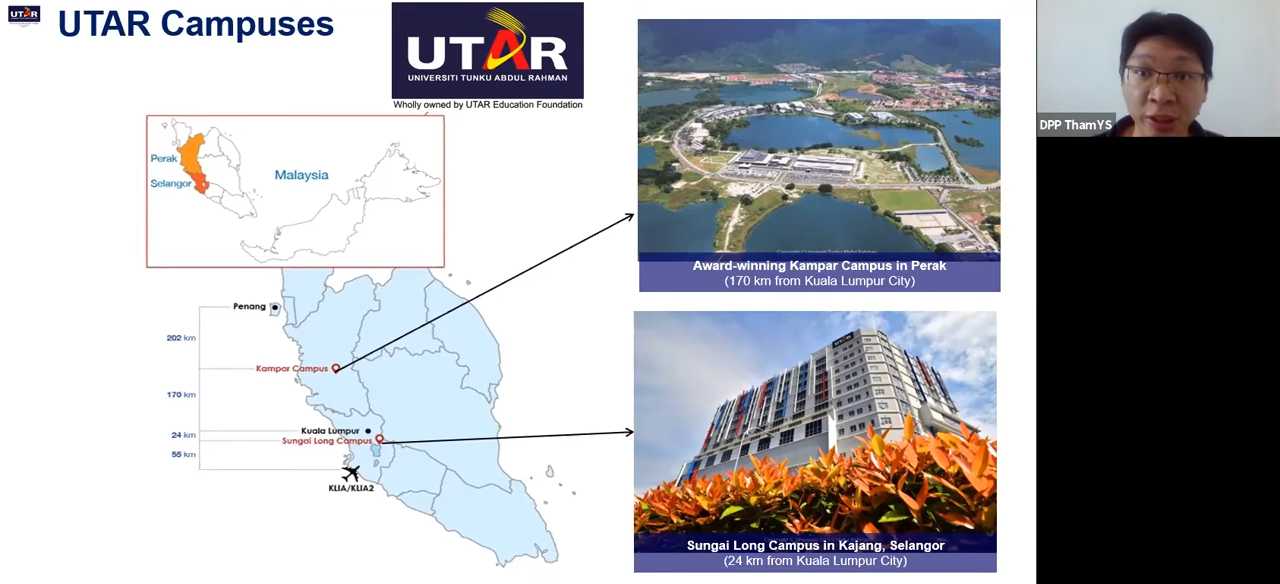 UTAR Campuses
UTAR
UNIVERSITI TUNKU ABDUL RAHMAN
Wholly owned by UTAR Education Foundation
Perak
Selangor
Malaysia
Penang
202 km
Kampar Campus
170 km
Kuala Lumpur
24 km
Sungai Long Campus
55 km
KLIA/KLIA2
Award-winning Kampar Campus in Perak
(170 km from Kuala Lumpur City)
UTAR
Sungai Long Campus in Kajang, Selangor
(24 km from Kuala Lumpur City)
DPP ThamYS